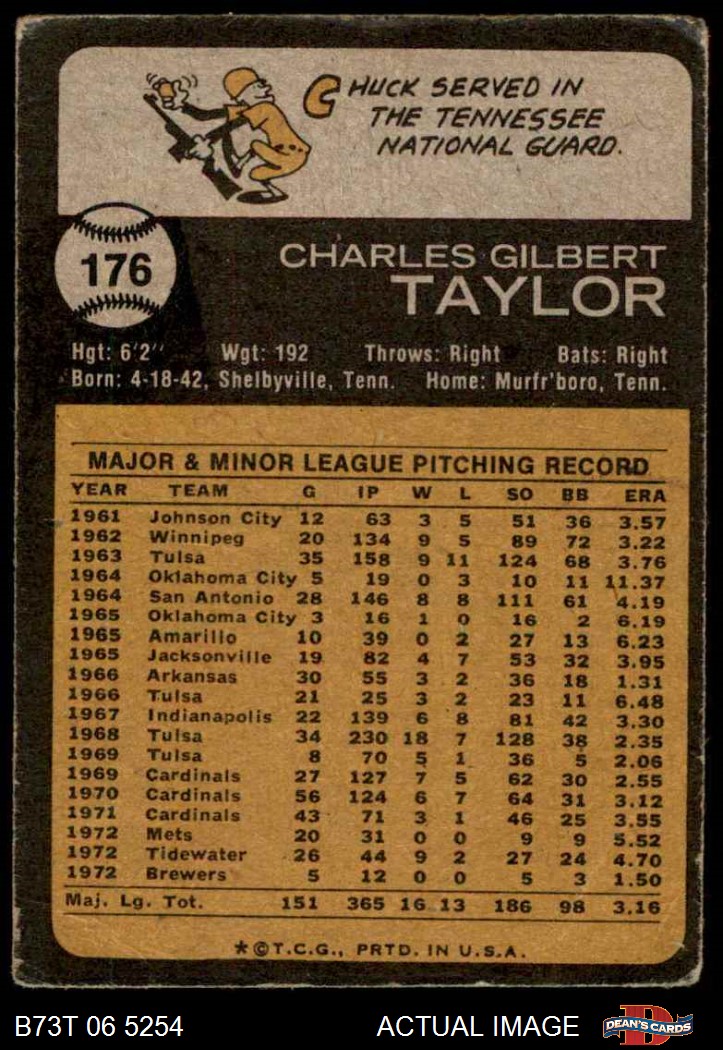 CHUCK SERVED IN
THE TENNESSEE
NATIONAL GUARD.
176
CHARLES GILBERT
TAYLOR
Hgt: 6'2" Wgt: 192 Throws: Right Bats: Right
Born: 4-18-42, Shelbyville, Tenn. Home: Murfr'boro, Tenn.
MAJOR & MINOR LEAGUE PITCHING RECORD
YEAR TEAM G IP W L SO BB ERA
1961 Johnson City 12 63 3 5 51 36 3.57
1962 Winnipeg 20 134 9 5 89 72 3.22
1963 Tulsa 35 158 9 11 124 68 3.76
1964 Oklahoma City 5 19 0 3 10 11 11.37
1964 San Antonio 28 146 8 8 111 61 4.19
1965 Oklahoma City 3 16 1 0 16 2 6.19
1965 Amarillo 10 39 0 2 27 13 6.23
1965 Jacksonville 19 82 4 7 53 32 3.95
1966 Arkansas 30 55 3 2 36 18 1.31
1966 Tulsa 21 25 3 2 23 11 6.48
1967 Indianapolis 22 139 6 8 81 42 3.30
1968 Tulsa 34 230 18 7 128 38 2.35
1969 Tulsa 8 70 5 1 36 5 2.06
1969 Cardinals 27 127 7 5 62 30 2.55
1970 Cardinals 56 124 6 7 64 31 3.12
1971 Cardinals 43 71 3 1 46 25 3.55
1972 Mets 20 31 0 0 9 9 5.52
1972 Tidewater 26 44 9 2 27 24 4.70
1972 Brewers 5 12 0 0 5 3 1.50
Maj. Lg. Tot. 151 365 16 13 186 98 3.16
*©T.C.G., PRTD. IN U.S.A.
B73T 06 5254 ACTUAL IMAGE D DEAN'S CARDS